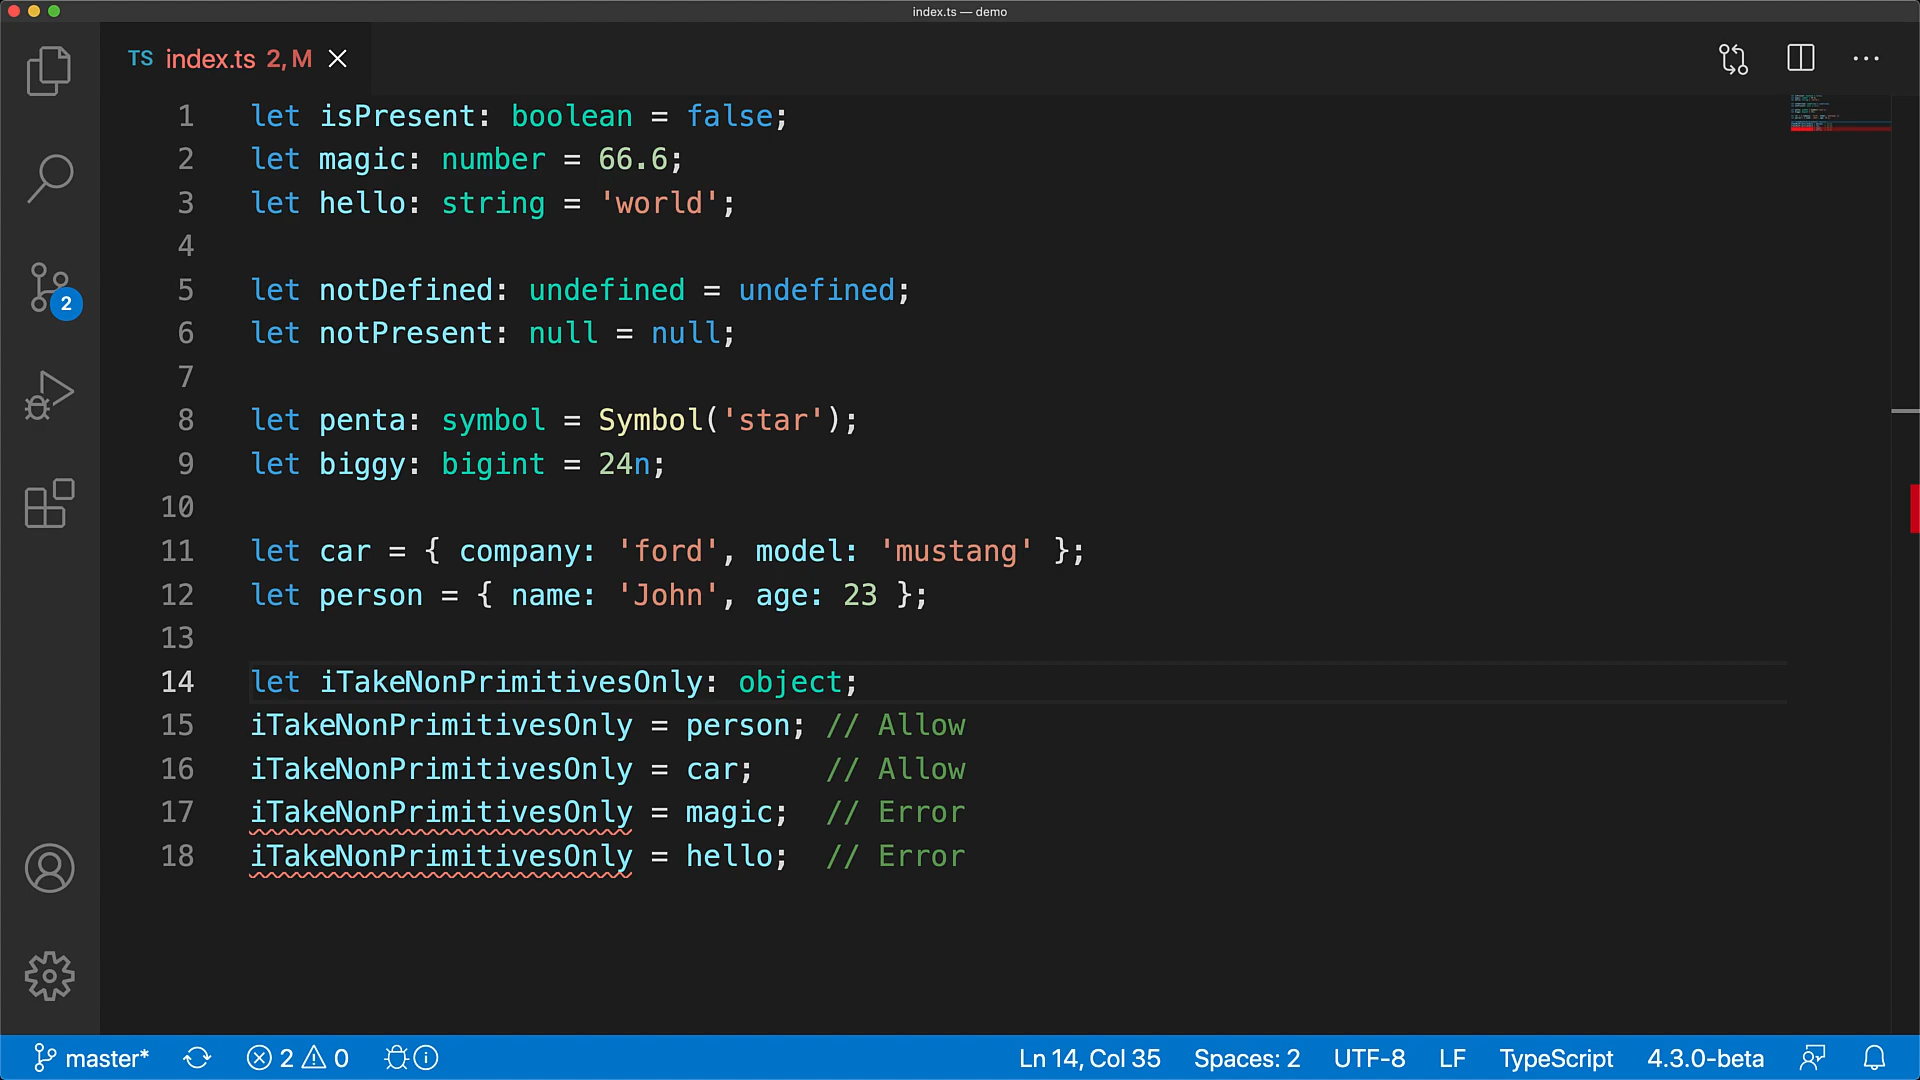 index.ts — demo
TS index.ts 2, M
1 let isPresent: boolean = false;
2 let magic: number = 66.6;
3 let hello: string = 'world';
4
5 let notDefined: undefined = undefined;
6 let notPresent: null = null;
7
8 let penta: symbol = Symbol('star');
9 let biggy: bigint = 24n;
10
11 let car = { company: 'ford', model: 'mustang' };
12 let person = { name: 'John', age: 23 };
13
14 let iTakeNonPrimitivesOnly: object;
15 iTakeNonPrimitivesOnly = person; // Allow
16 iTakeNonPrimitivesOnly = car;    // Allow
17 iTakeNonPrimitivesOnly = magic;  // Error
18 iTakeNonPrimitivesOnly = hello;  // Error
2
master* 2 0 Ln 14, Col 35 Spaces: 2 UTF-8 LF TypeScript 4.3.0-beta